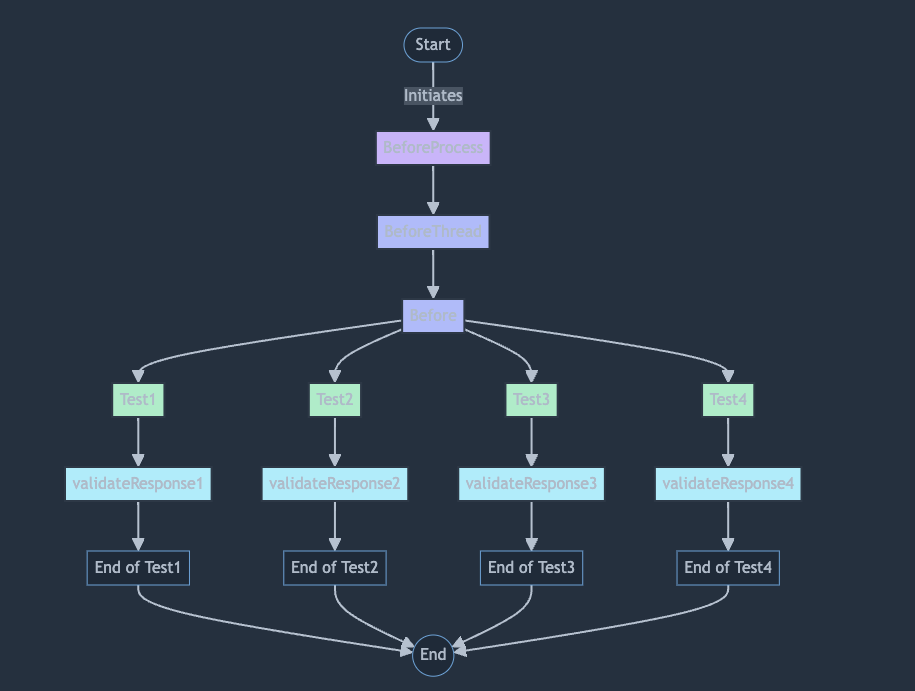 Start
Initiates
BeforeProcess
BeforeThread
Before
Test1
Test2
Test3
Test4
validateResponse1
validateResponse2
validateResponse3
validateResponse4
End of Test1
End of Test2
End of Test3
End of Test4
End